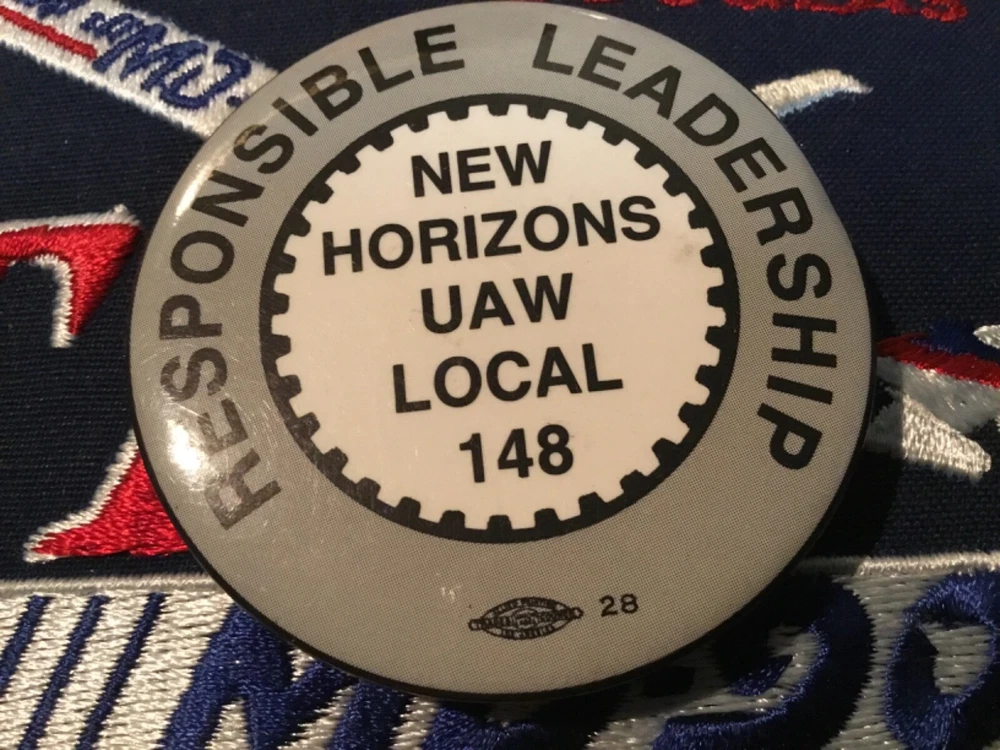 RESPONSIBLE LEADERSHIP
NEW
HORIZONS
UAW
LOCAL
148
28